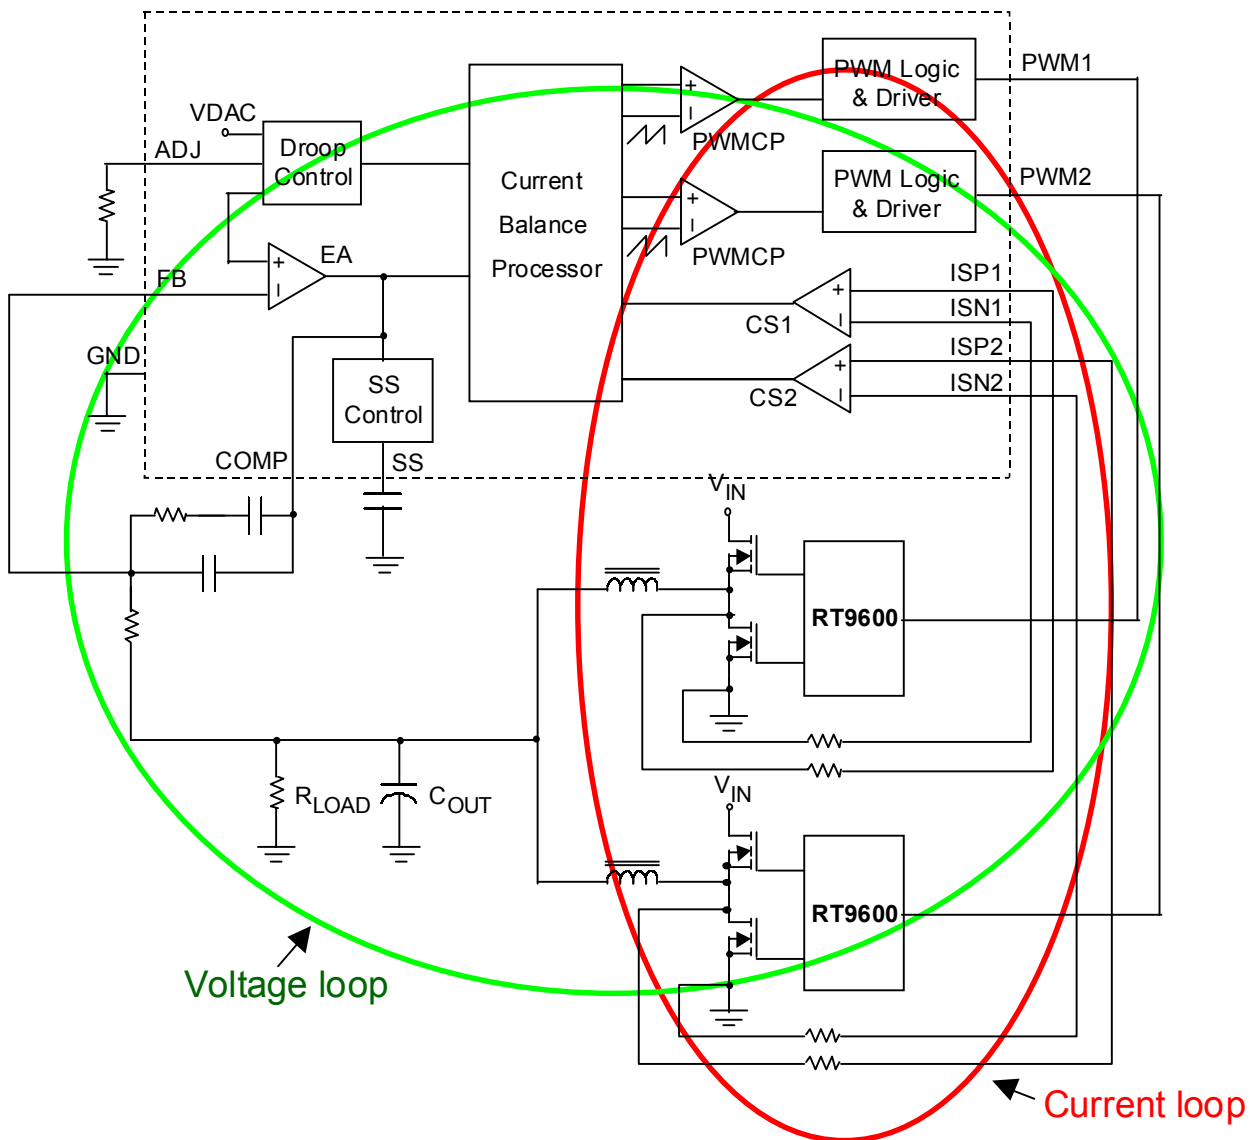 PWM Logic
& Driver
PWM1
VDAC
ADJ
Droop
Control
PWMCP
Current
Balance
Processor
PWM Logic
& Driver
PWM2
PWMCP
EA
FB
ISP1
ISN1
CS1
ISP2
ISN2
CS2
GND
SS
Control
COMP
SS
VIN
RT9600
RLOAD
COUT
VIN
RT9600
Voltage loop
Current loop